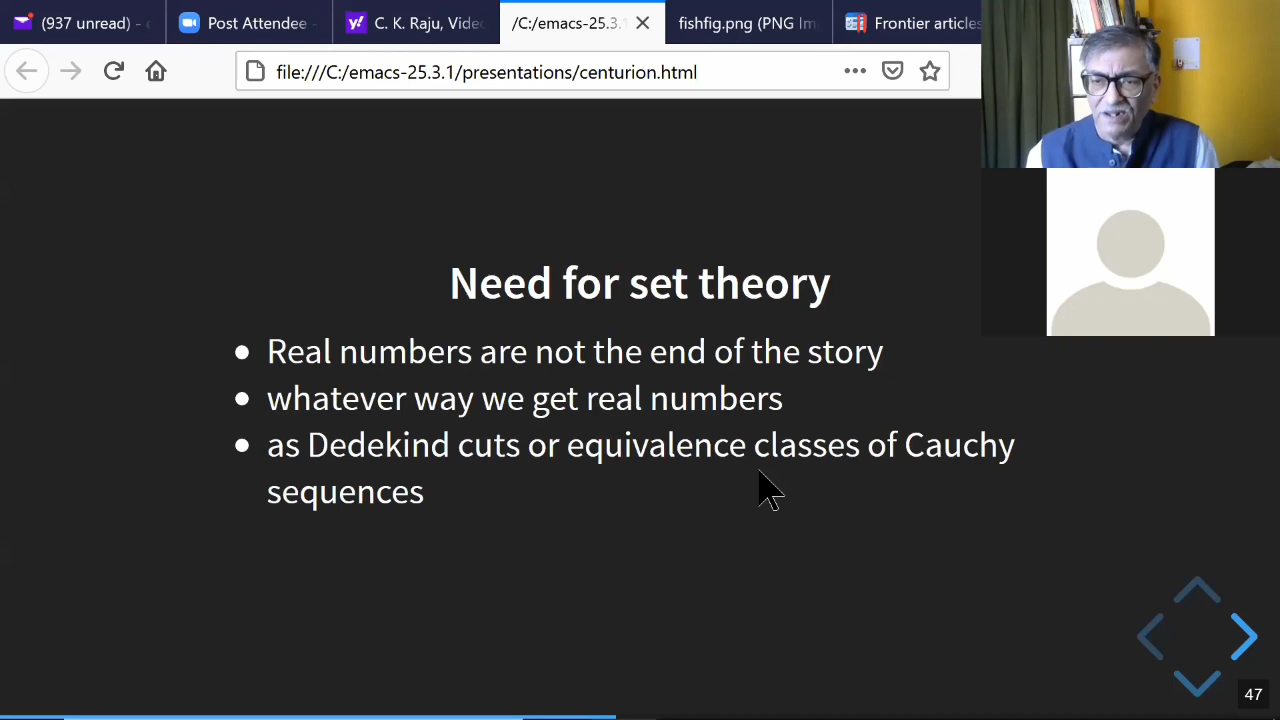 (937 unread) - c
Post Attendee -
C. K. Raju, Vide
/C:/emacs-25.3.1
fishfig.png (PNG Im
Frontier articles
file:///C:/emacs-25.3.1/presentations/centurion.html
Need for set theory
• Real numbers are not the end of the story
• whatever way we get real numbers
• as Dedekind cuts or equivalence classes of Cauchy
sequences
47